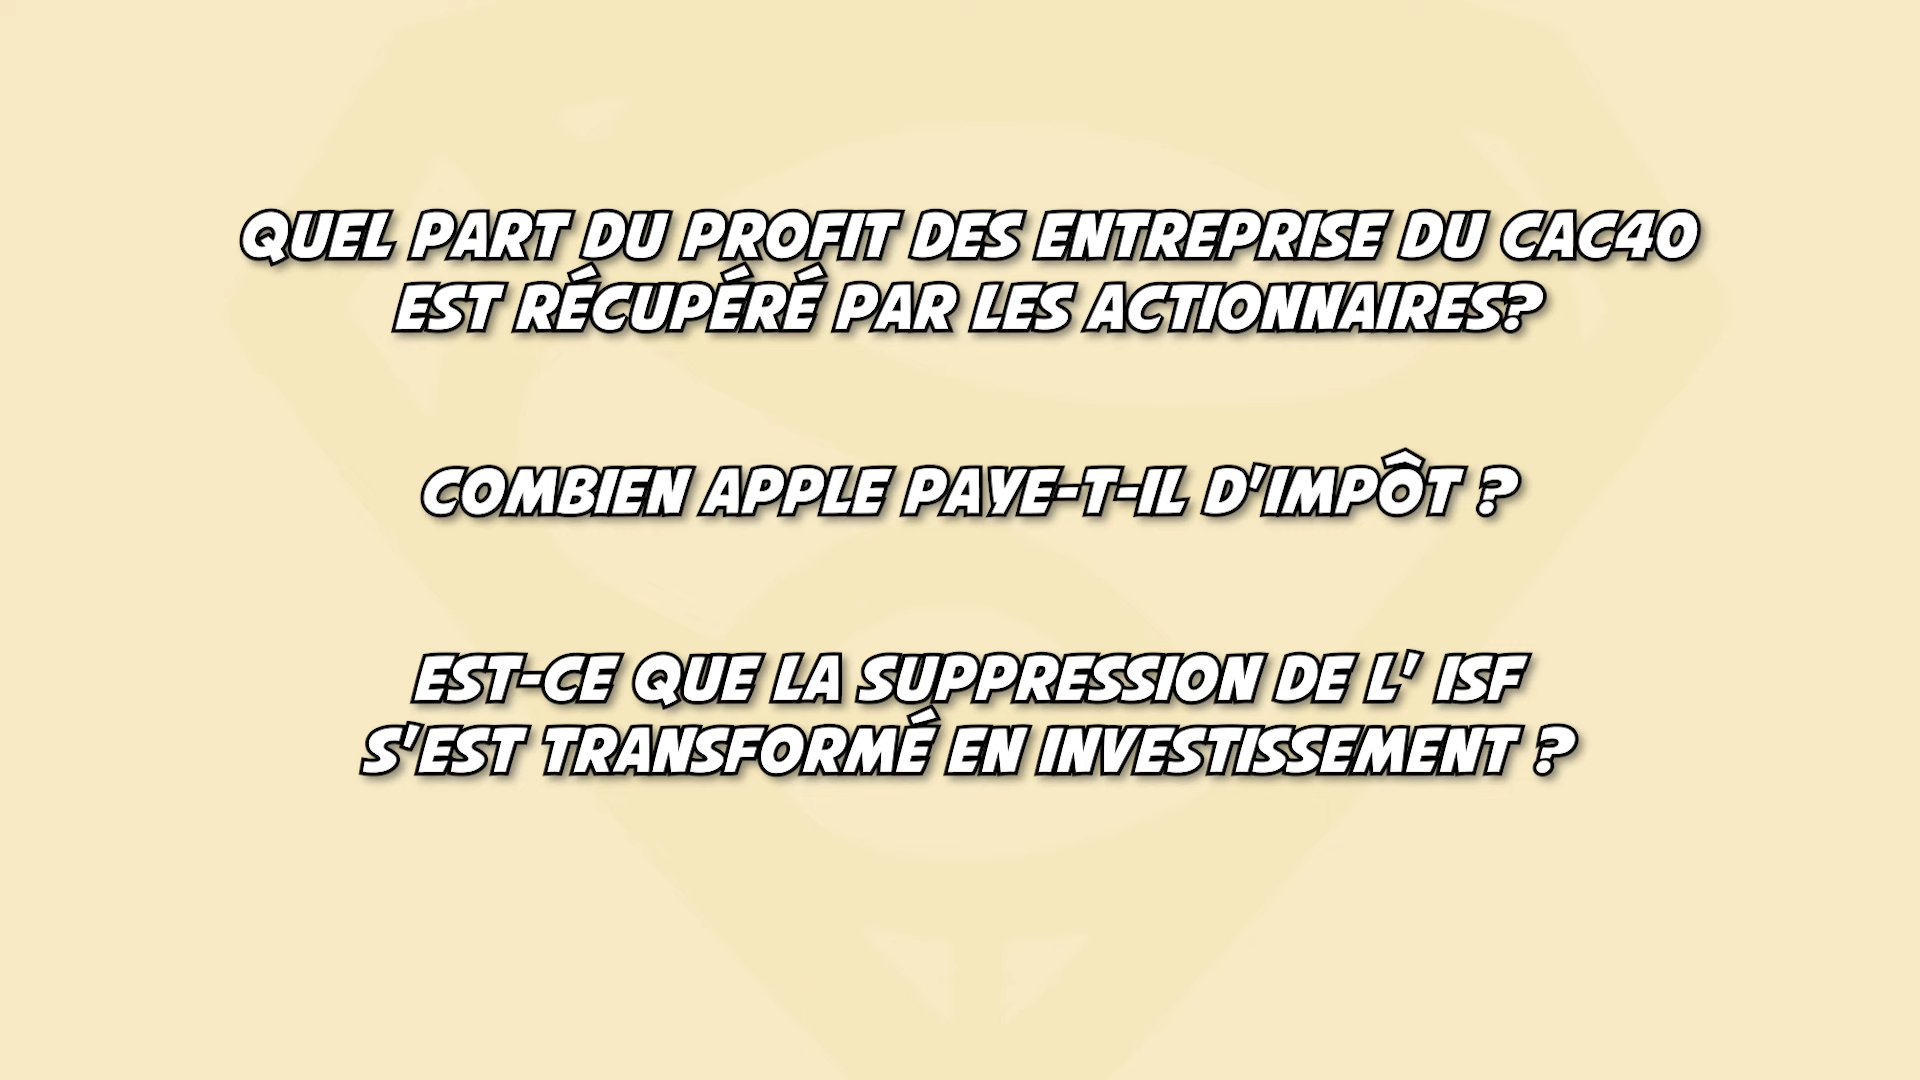 QUEL PART DU PROFIT DES ENTREPRISE DU CAC40
EST RÉCUPÉRÉ PAR LES ACTIONNAIRES?
COMBIEN APPLE PAYE-T-IL D'IMPÔT ?
EST-CE QUE LA SUPPRESSION DE L' ISF
S'EST TRANSFORMÉ EN INVESTISSEMENT ?